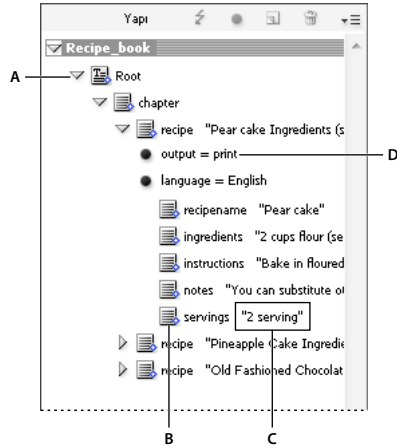 Yapı
Recipe_book
A
Root
chapter
recipe "Pear cake Ingredients (s
output = print
D
language = English
recipename "Pear cake"
ingredients "2 cups flour (se
instructions "Bake in floured
notes "You can substitute ot
servings "2 serving"
recipe "Pineapple Cake Ingredie
recipe "Old Fashioned Chocolat
B
C